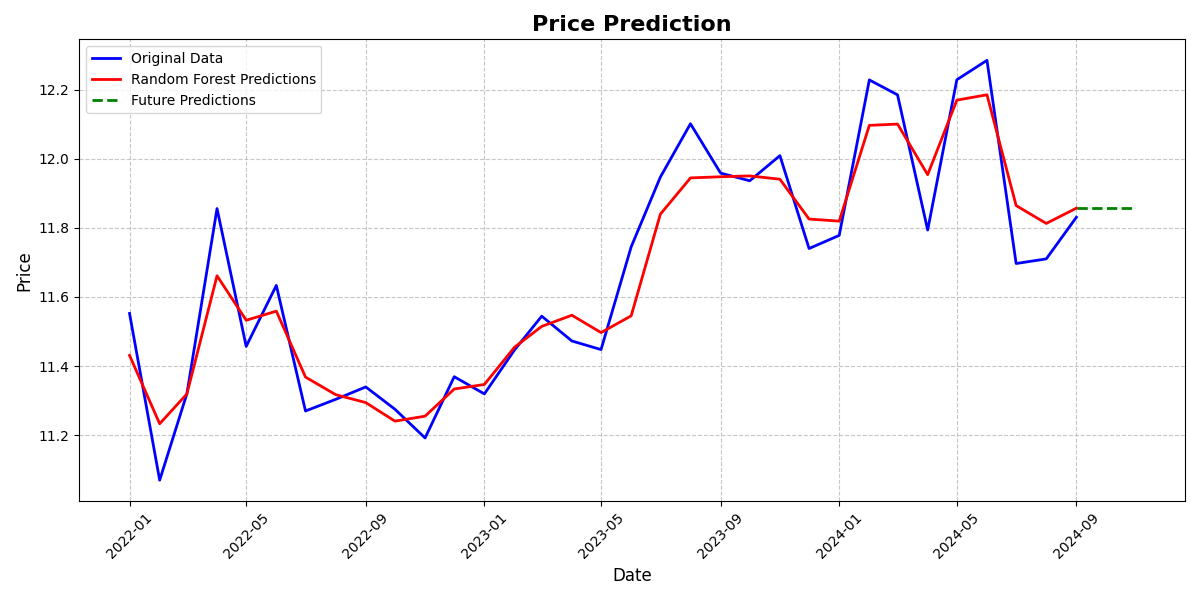 Price Prediction
Original Data
Random Forest Predictions
Future Predictions
Price
12.2
12.0
11.8
11.6
11.4
11.2
2022-01
2022-05
2022-09
2023-01
2023-05
2023-09
2024-01
2024-05
2024-09
Date